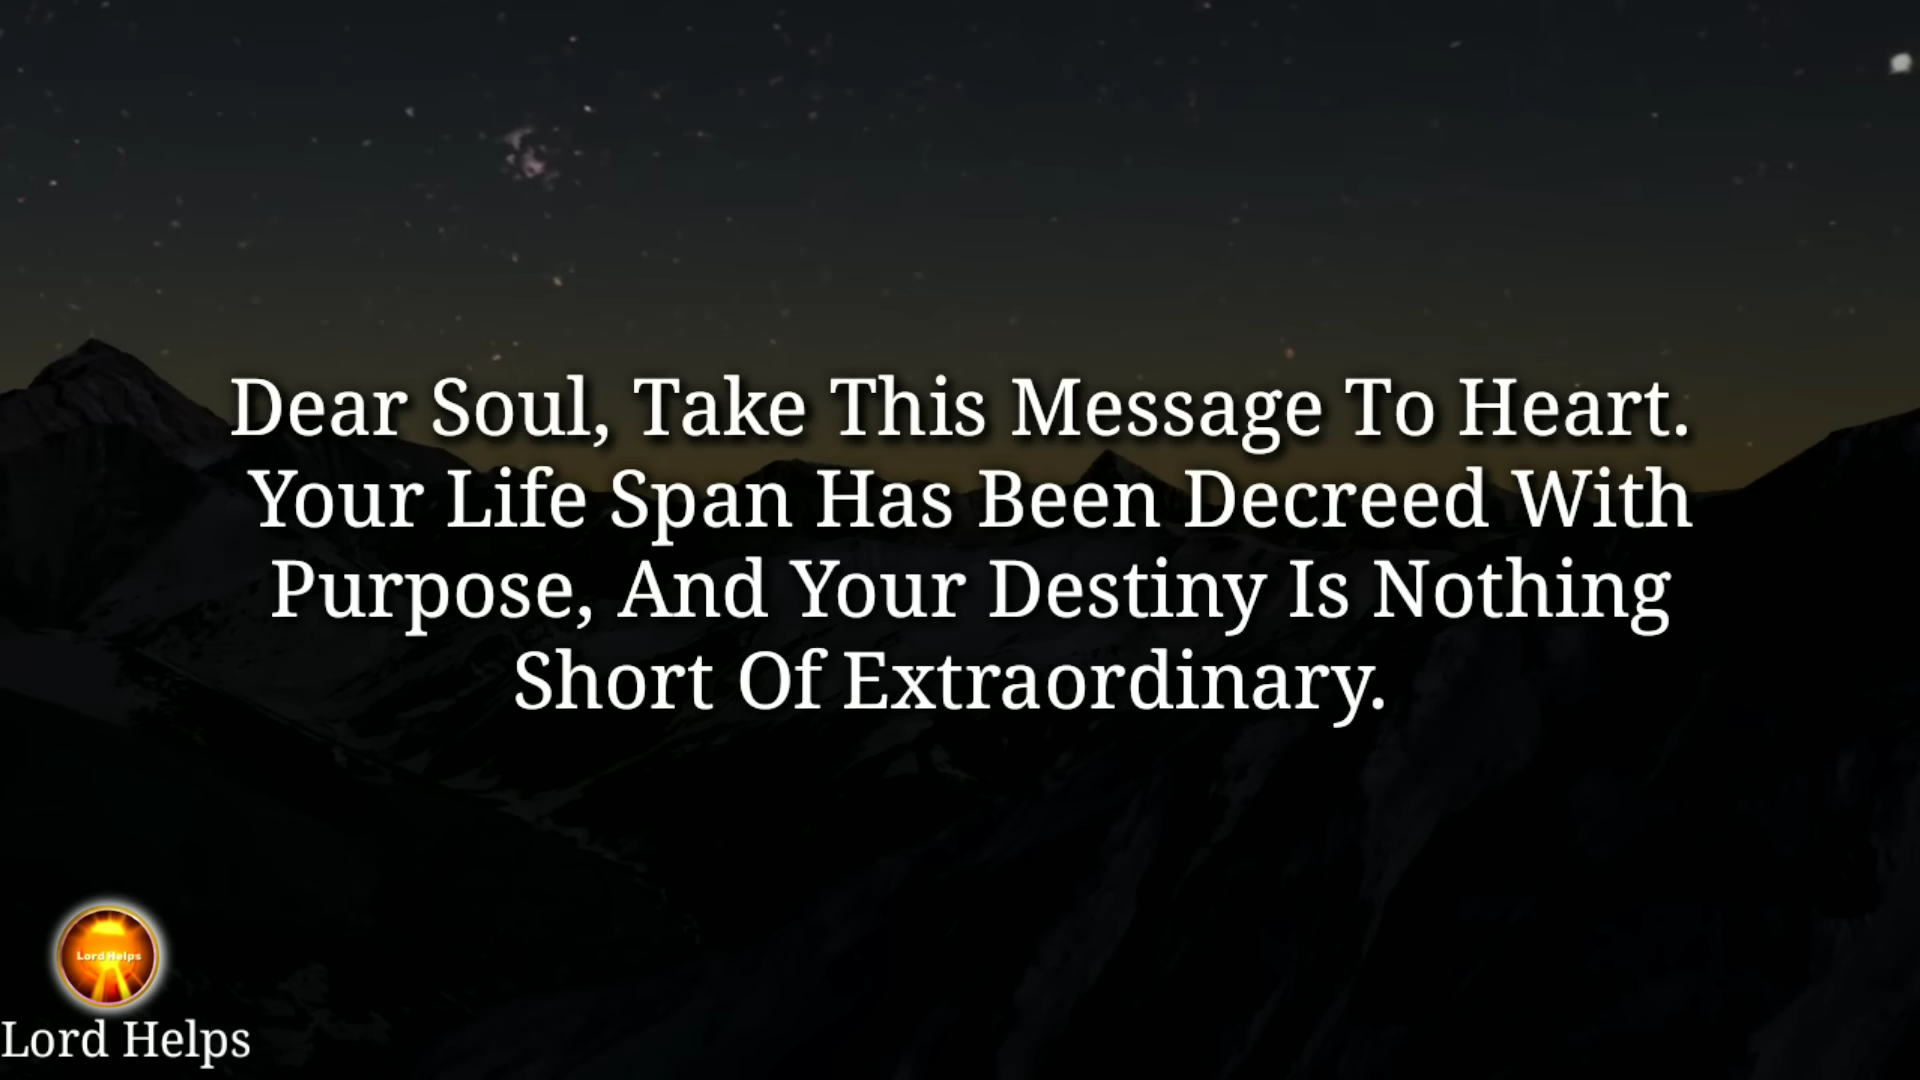 Dear Soul, Take This Message To Heart.
Your Life Span Has Been Decreed With
Purpose, And Your Destiny Is Nothing
Short Of Extraordinary.
Lord Helps
Lord Helps